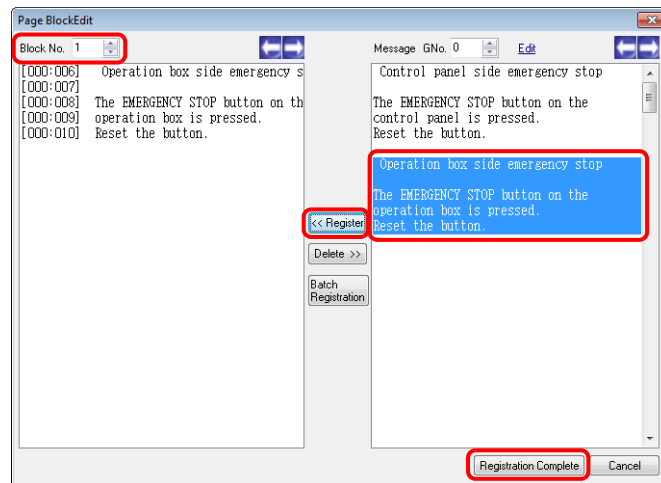 Page BlockEdit
Block No. 1
Message GNo. 0 Edit
[000:006] Operation box side emergency s
[000:007]
[000:008] The EMERGENCY STOP button on th
[000:009] operation box is pressed.
[000:010] Reset the button.
<< Register
Delete >>
Batch
Registration
Control panel side emergency stop
The EMERGENCY STOP button on the
control panel is pressed.
Reset the button.
Operation box side emergency stop
The EMERGENCY STOP button on the
operation box is pressed.
Reset the button.
Registration Complete
Cancel